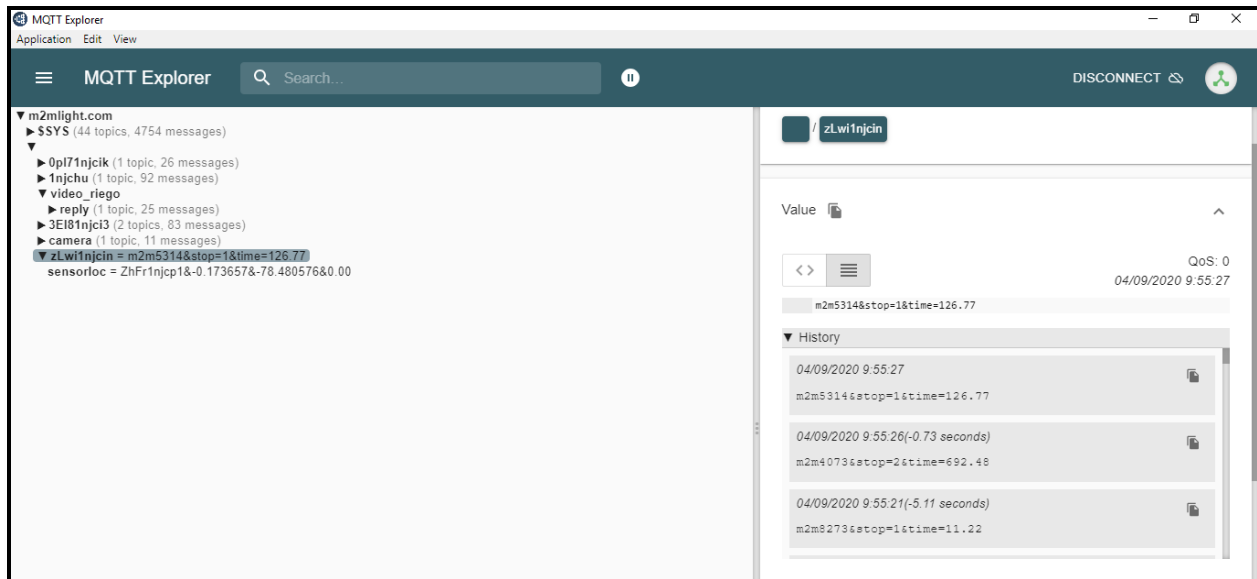 MQTT Explorer
Application Edit View
MQTT Explorer
Search...
DISCONNECT
m2mlight.com
$SYS (44 topics, 4754 messages)
0pl71njcik (1 topic, 26 messages)
1njchu (1 topic, 92 messages)
video_riego
reply (1 topic, 25 messages)
3El81njci3 (2 topics, 83 messages)
camera (1 topic, 11 messages)
zLwi1njcin = m2m5314&stop=1&time=126.77
sensorloc = ZhFr1njcp1&-0.173657&-78.480576&0.00
/ zLwi1njcin
Value
<>
QoS: 0
04/09/2020 9:55:27
m2m5314&stop=1&time=126.77
History
04/09/2020 9:55:27
m2m5314&stop=1&time=126.77
04/09/2020 9:55:26(-0.73 seconds)
m2m4073&stop=2&time=692.48
04/09/2020 9:55:21(-5.11 seconds)
m2m8273&stop=1&time=11.22